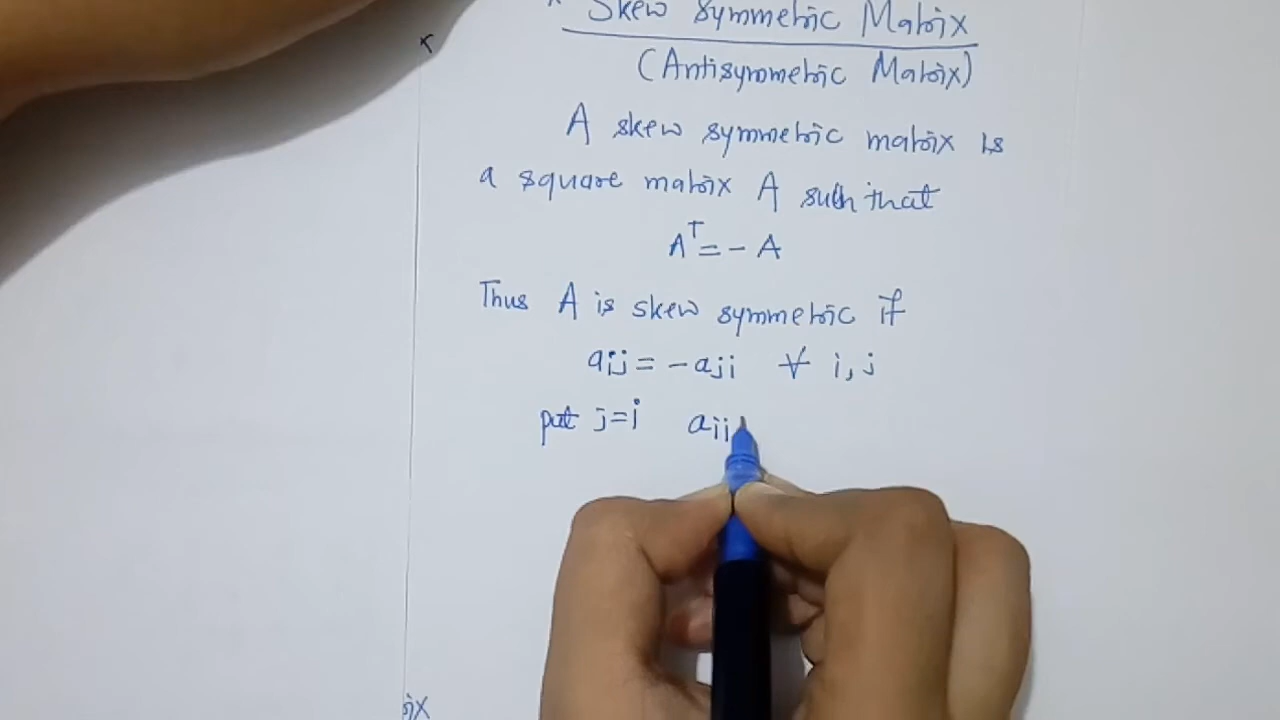 * Skew Symmetric Matrix
(Antisymmetric Matrix)
A skew symmetric matrix is
a square matrix A such that
Aᵀ = - A
Thus A is skew symmetric if
aij = - aji ∀ i, j
put j=i aii
ix